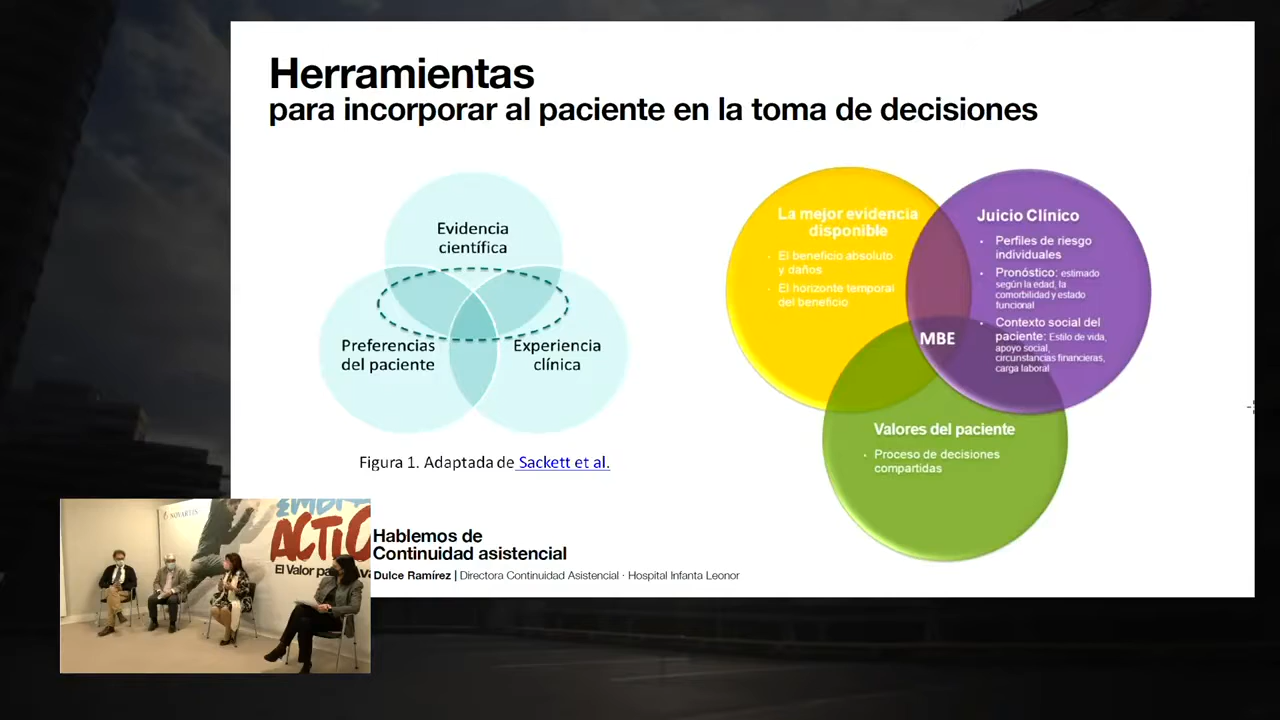 Herramientas
para incorporar al paciente en la toma de decisiones
Evidencia
científica
Preferencias
del paciente
Experiencia
clínica
Figura 1. Adaptada de Sackett et al.
La mejor evidencia
disponible
El beneficio absoluto
y daños
El horizonte temporal
del beneficio
Juicio Clínico
Perfiles de riesgo
individuales
Pronóstico: estimado
según la edad, la
comorbilidad y estado
funcional
Contexto social del
paciente: Estilo de vida,
apoyo social,
circunstancias financieras,
carga laboral
MBE
Valores del paciente
Proceso de decisiones
compartidas
NOVARTIS
ACTIO
El Valor
Hablemos de
Continuidad asistencial
Dulce Ramírez | Directora Continuidad Asistencial · Hospital Infanta Leonor